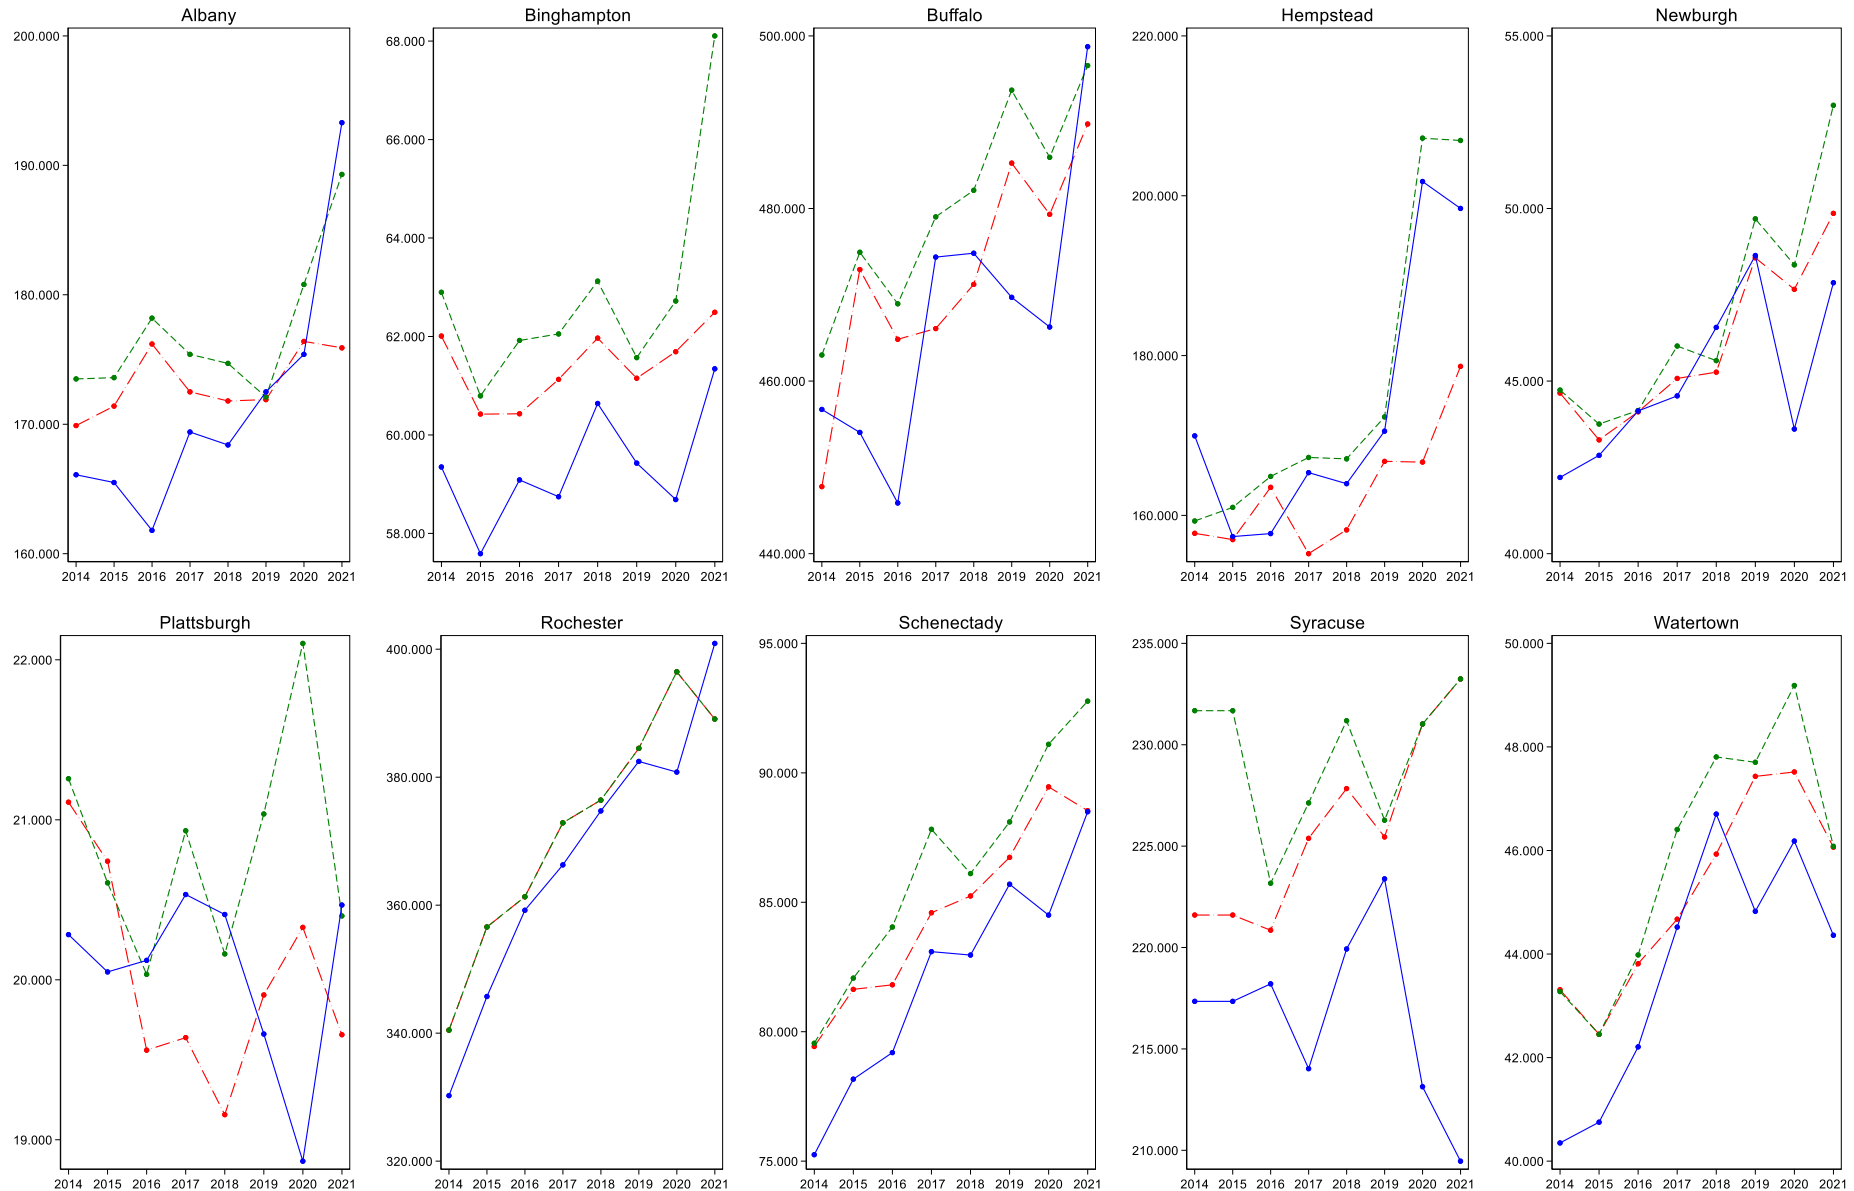 Albany Binghampton Buffalo Hempstead Newburgh
200.000 68.000 500.000 220.000 55.000
66.000
190.000 64.000 480.000 200.000 50.000
180.000 62.000 460.000 180.000 45.000
170.000 60.000
58.000 160.000
160.000 440.000 40.000
2014 2015 2016 2017 2018 2019 2020 2021 2014 2015 2016 2017 2018 2019 2020 2021 2014 2015 2016 2017 2018 2019 2020 2021 2014 2015 2016 2017 2018 2019 2020 2021 2014 2015 2016 2017 2018 2019 2020 2021
Plattsburgh Rochester Schenectady Syracuse Watertown
22.000 400.000 95.000 235.000 50.000
90.000 230.000 48.000
21.000 380.000 225.000 46.000
360.000 85.000
20.000 220.000 44.000
340.000 80.000 215.000 42.000
19.000 320.000 75.000 210.000 40.000
2014 2015 2016 2017 2018 2019 2020 2021 2014 2015 2016 2017 2018 2019 2020 2021 2014 2015 2016 2017 2018 2019 2020 2021 2014 2015 2016 2017 2018 2019 2020 2021 2014 2015 2016 2017 2018 2019 2020 2021